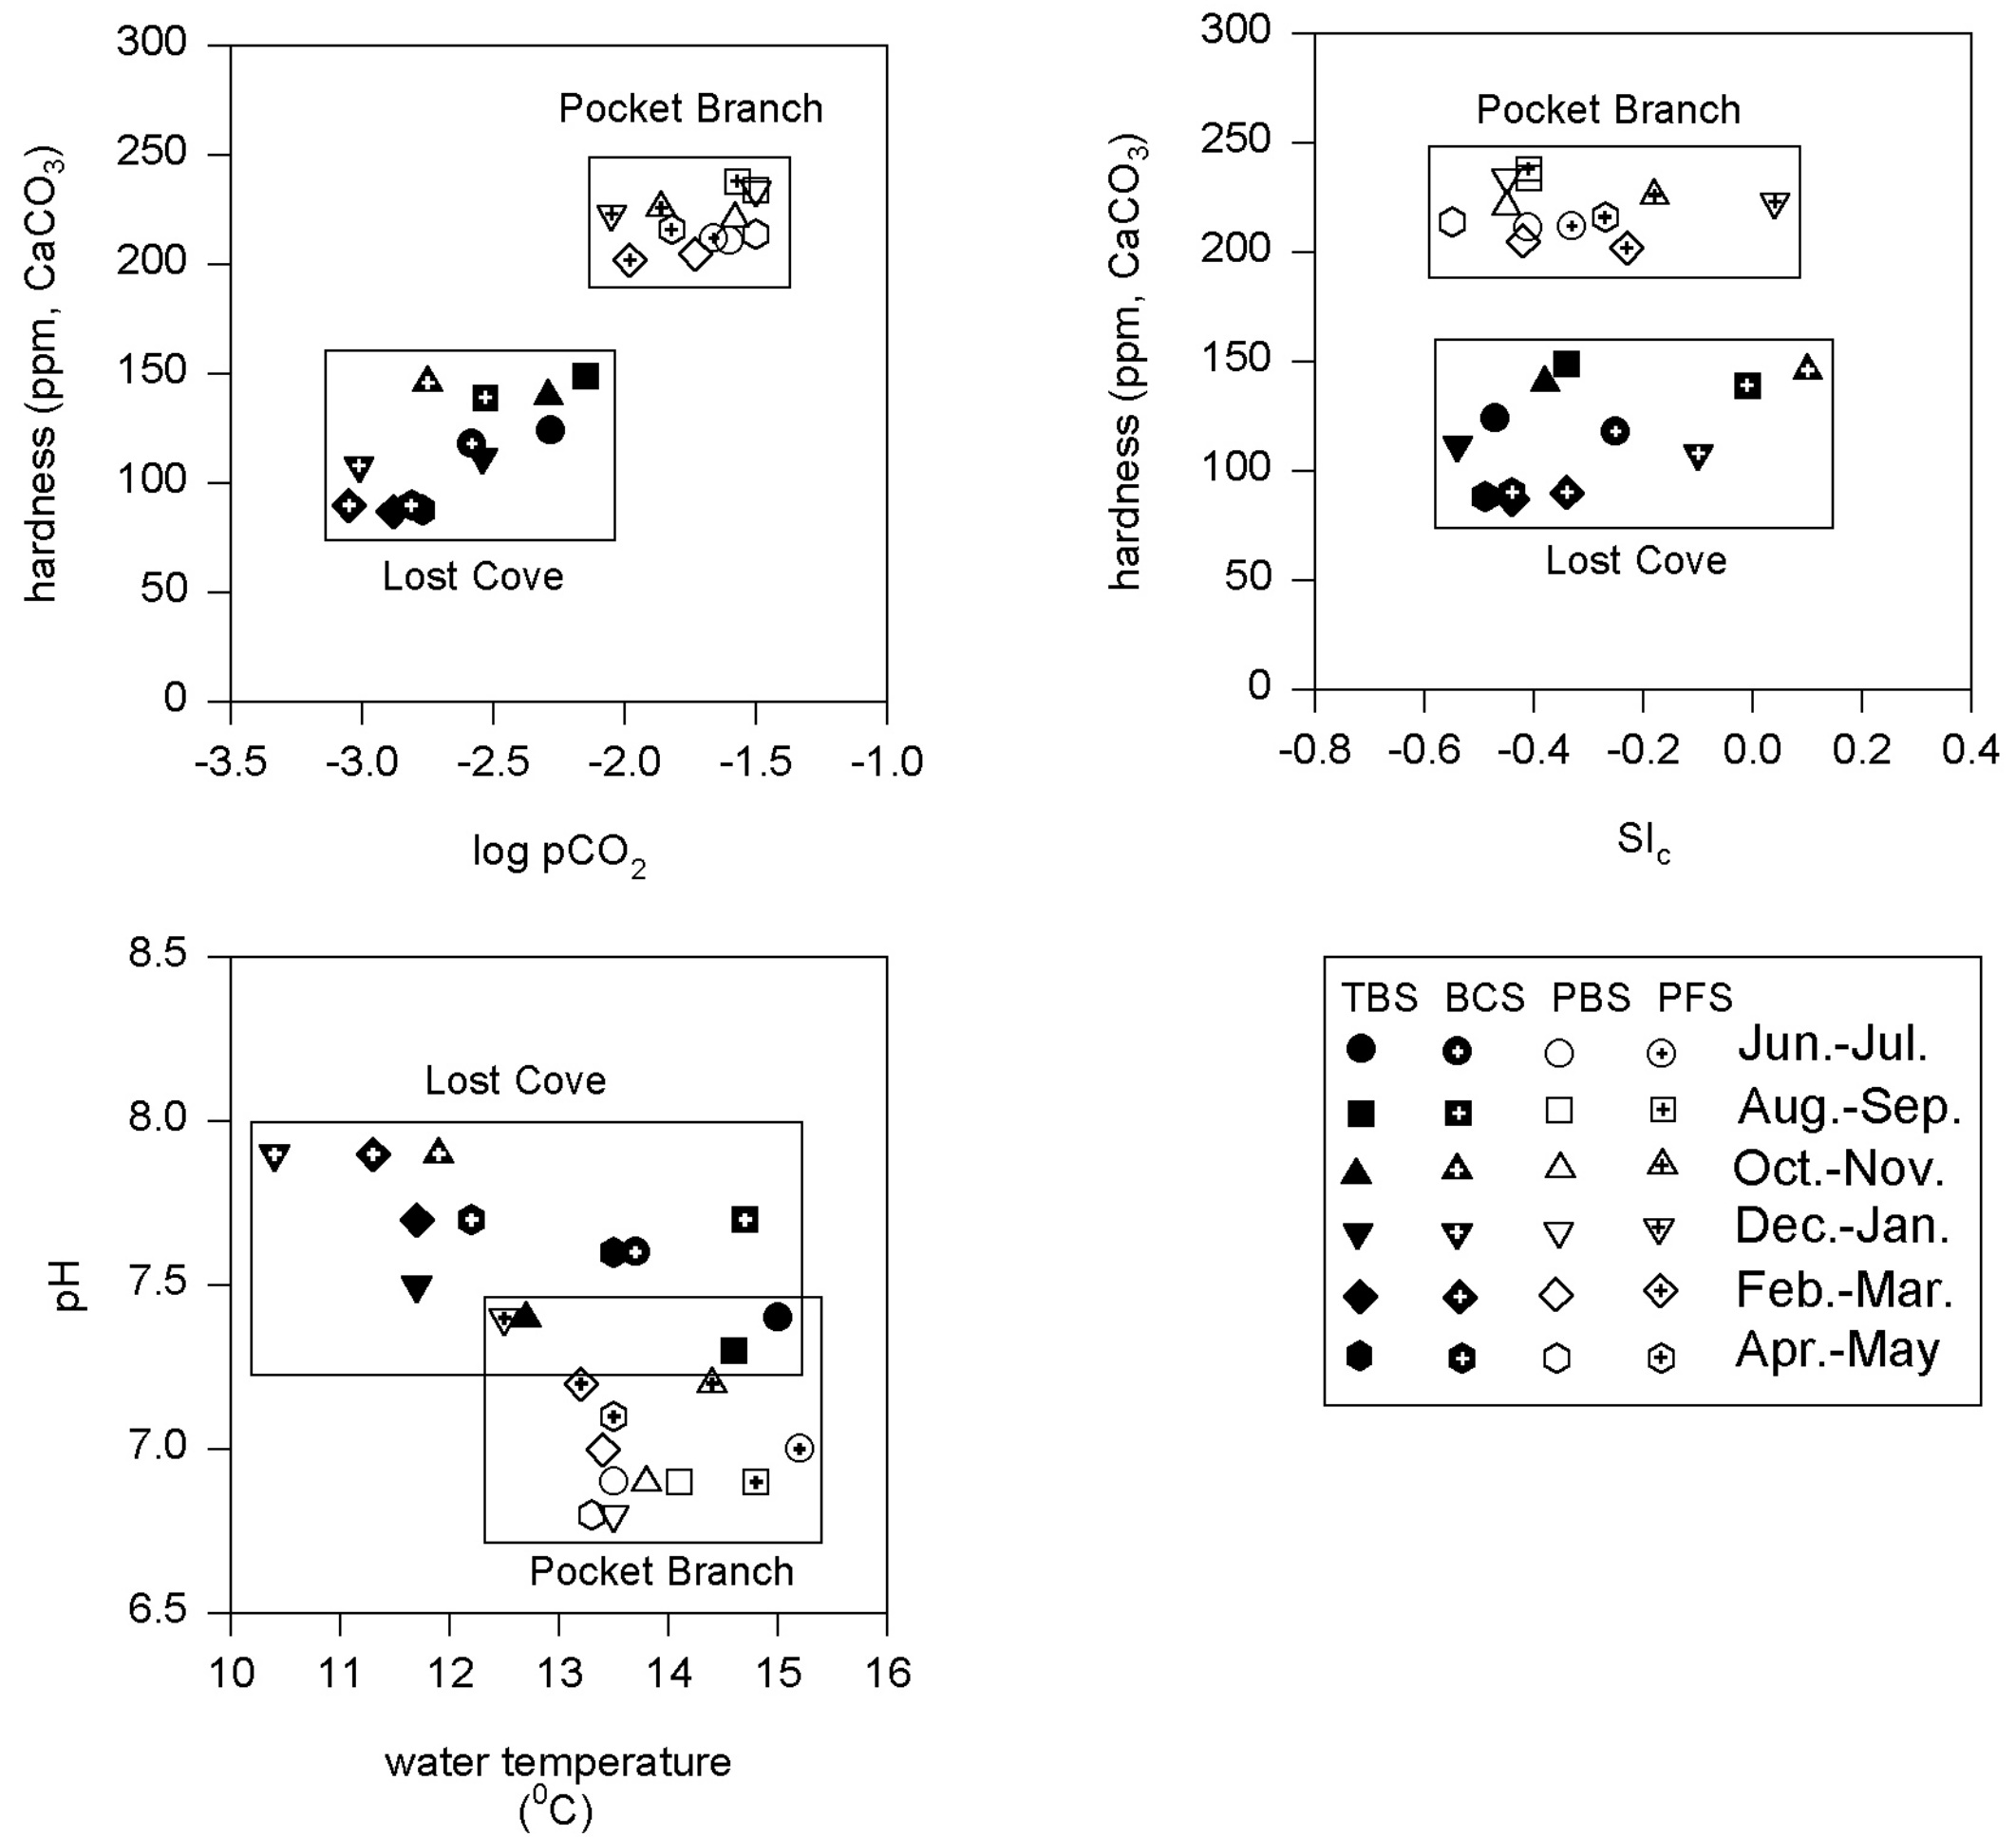 300
250
200
150
100
50
0
hardness (ppm, CaCO3)
Pocket Branch
Lost Cove
-3.5 -3.0 -2.5 -2.0 -1.5 -1.0
log pCO2
300
250
200
150
100
50
0
hardness (ppm, CaCO3)
Pocket Branch
Lost Cove
-0.8 -0.6 -0.4 -0.2 0.0 0.2 0.4
SIc
8.5
8.0
7.5
7.0
6.5
pH
Lost Cove
Pocket Branch
10 11 12 13 14 15 16
water temperature
(0C)
TBS BCS PBS PFS
Jun.-Jul.
Aug.-Sep.
Oct.-Nov.
Dec.-Jan.
Feb.-Mar.
Apr.-May